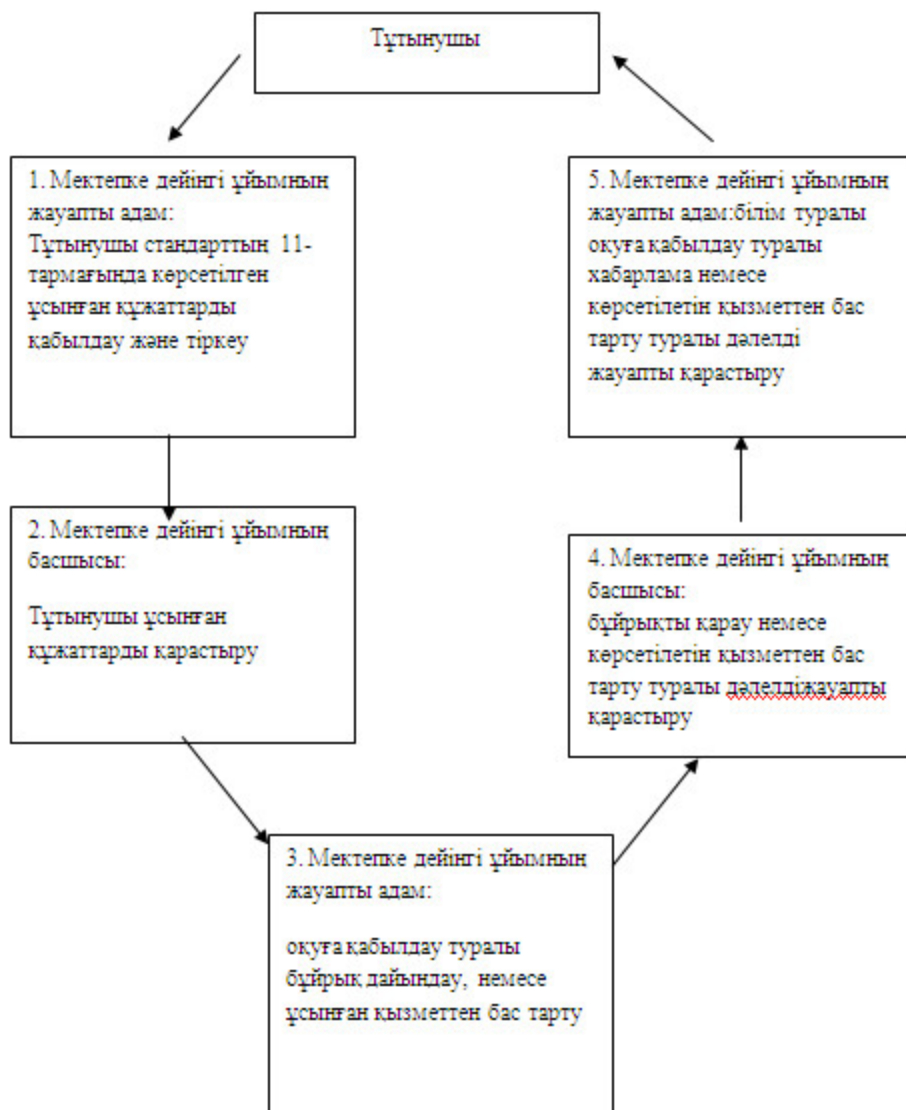 Тұтынушы
1. Мектепке дейінгі ұйымның
жауапты адам:
Тұтынушы стандарттың 11-
тармағында көрсетілген
ұсынған құжаттарды
қабылдау және тіркеу
2. Мектепке дейінгі ұйымның
басшысы:
Тұтынушы ұсынған
құжаттарды қарастыру
3. Мектепке дейінгі ұйымның
жауапты адам:
оқуға қабылдау туралы
бұйрық дайындау, немесе
ұсынған қызметтен бас тарту
4. Мектепке дейінгі ұйымның
басшысы:
бұйрықты қарау немесе
көрсетілетін қызметтен бас
тарту туралы дәлелдіжауапты
қарастыру
5. Мектепке дейінгі ұйымның
жауапты адам:білім туралы
оқуға қабылдау туралы
хабарлама немесе
көрсетілетін қызметтен бас
тарту туралы дәлелді
жауапты қарастыру